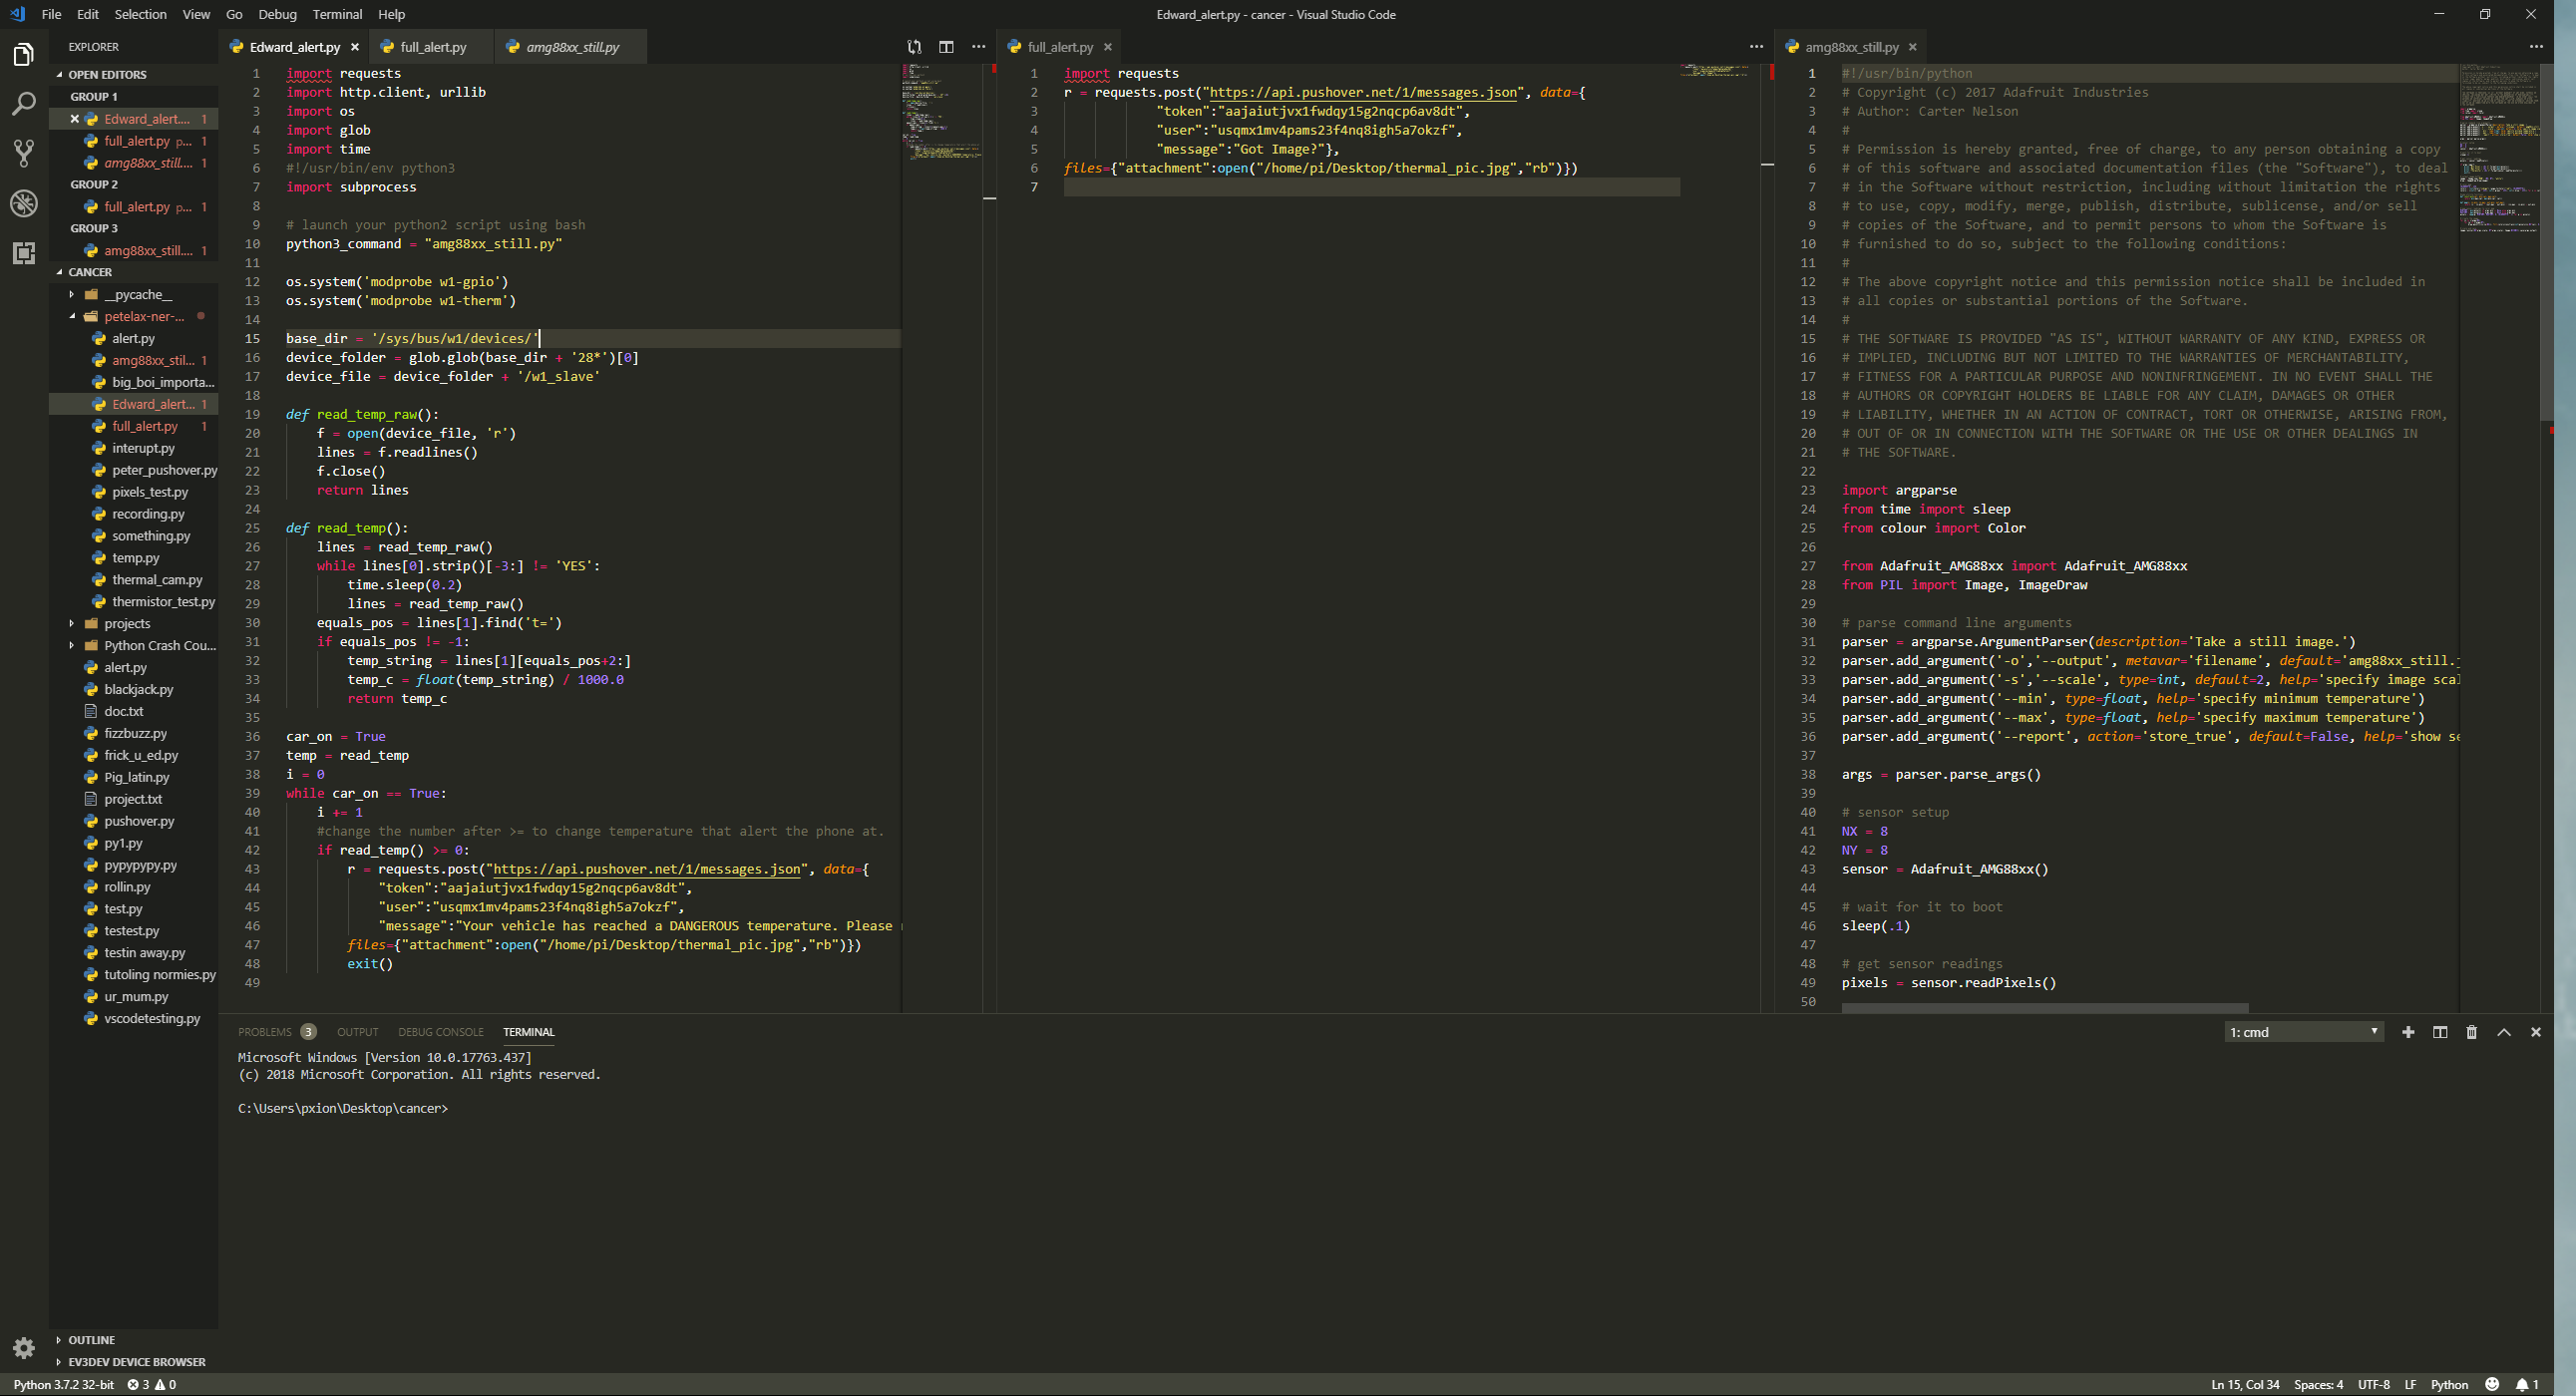 File Edit Selection View Go Debug Terminal Help
Edward_alert.py - cancer - Visual Studio Code
EXPLORER
OPEN EDITORS
GROUP 1
Edward_alert.... 1
full_alert.py p... 1
amg88xx_still.... 1
GROUP 2
full_alert.py p... 1
GROUP 3
amg88xx_still.... 1
CANCER
__pycache__
petelax-ner-...
alert.py
amg88xx_stil... 1
big_boi_importa...
Edward_alert... 1
full_alert.py 1
interupt.py
peter_pushover.py
pixels_test.py
recording.py
something.py
temp.py
thermal_cam.py
thermistor_test.py
projects
Python Crash Cou...
alert.py
blackjack.py
doc.txt
fizzbuzz.py
frick_u_ed.py
Pig_latin.py
project.txt
pushover.py
py1.py
pypypypy.py
rollin.py
test.py
testest.py
testin away.py
tutoling normies.py
ur_mum.py
vscodetesting.py
OUTLINE
EV3DEV DEVICE BROWSER
Edward_alert.py full_alert.py amg88xx_still.py
1 import requests
2 import http.client, urllib
3 import os
4 import glob
5 import time
6 #!/usr/bin/env python3
7 import subprocess
8
9 # launch your python2 script using bash
10 python3_command = "amg88xx_still.py"
11
12 os.system('modprobe w1-gpio')
13 os.system('modprobe w1-therm')
14
15 base_dir = '/sys/bus/w1/devices/'
16 device_folder = glob.glob(base_dir + '28*')[0]
17 device_file = device_folder + '/w1_slave'
18
19 def read_temp_raw():
20 f = open(device_file, 'r')
21 lines = f.readlines()
22 f.close()
23 return lines
24
25 def read_temp():
26 lines = read_temp_raw()
27 while lines[0].strip()[-3:] != 'YES':
28 time.sleep(0.2)
29 lines = read_temp_raw()
30 equals_pos = lines[1].find('t=')
31 if equals_pos != -1:
32 temp_string = lines[1][equals_pos+2:]
33 temp_c = float(temp_string) / 1000.0
34 return temp_c
35
36 car_on = True
37 temp = read_temp
38 i = 0
39 while car_on == True:
40 i += 1
41 #change the number after >= to change temperature that alert the phone at.
42 if read_temp() >= 0:
43 r = requests.post("https://api.pushover.net/1/messages.json", data={
44 "token":"aajaiutjvx1fwdqy15g2nqcp6av8dt",
45 "user":"usqmx1mv4pams23f4nq8igh5a7okzf",
46 "message":"Your vehicle has reached a DANGEROUS temperature. Please
47 files={"attachment":open("/home/pi/Desktop/thermal_pic.jpg","rb")})
48 exit()
49
full_alert.py
1 import requests
2 r = requests.post("https://api.pushover.net/1/messages.json", data={
3 "token":"aajaiutjvx1fwdqy15g2nqcp6av8dt",
4 "user":"usqmx1mv4pams23f4nq8igh5a7okzf",
5 "message":"Got Image?"},
6 files={"attachment":open("/home/pi/Desktop/thermal_pic.jpg","rb")})
7
amg88xx_still.py
1 #!/usr/bin/python
2 # Copyright (c) 2017 Adafruit Industries
3 # Author: Carter Nelson
4 #
5 # Permission is hereby granted, free of charge, to any person obtaining a copy
6 # of this software and associated documentation files (the "Software"), to deal
7 # in the Software without restriction, including without limitation the rights
8 # to use, copy, modify, merge, publish, distribute, sublicense, and/or sell
9 # copies of the Software, and to permit persons to whom the Software is
10 # furnished to do so, subject to the following conditions:
11 #
12 # The above copyright notice and this permission notice shall be included in
13 # all copies or substantial portions of the Software.
14 #
15 # THE SOFTWARE IS PROVIDED "AS IS", WITHOUT WARRANTY OF ANY KIND, EXPRESS OR
16 # IMPLIED, INCLUDING BUT NOT LIMITED TO THE WARRANTIES OF MERCHANTABILITY,
17 # FITNESS FOR A PARTICULAR PURPOSE AND NONINFRINGEMENT. IN NO EVENT SHALL THE
18 # AUTHORS OR COPYRIGHT HOLDERS BE LIABLE FOR ANY CLAIM, DAMAGES OR OTHER
19 # LIABILITY, WHETHER IN AN ACTION OF CONTRACT, TORT OR OTHERWISE, ARISING FROM,
20 # OUT OF OR IN CONNECTION WITH THE SOFTWARE OR THE USE OR OTHER DEALINGS IN
21 # THE SOFTWARE.
22
23 import argparse
24 from time import sleep
25 from colour import Color
26
27 from Adafruit_AMG88xx import Adafruit_AMG88xx
28 from PIL import Image, ImageDraw
29
30 # parse command line arguments
31 parser = argparse.ArgumentParser(description='Take a still image.')
32 parser.add_argument('-o','--output', metavar='filename', default='amg88xx_still.j
33 parser.add_argument('-s','--scale', type=int, default=2, help='specify image scal
34 parser.add_argument('--min', type=float, help='specify minimum temperature')
35 parser.add_argument('--max', type=float, help='specify maximum temperature')
36 parser.add_argument('--report', action='store_true', default=False, help='show se
37
38 args = parser.parse_args()
39
40 # sensor setup
41 NX = 8
42 NY = 8
43 sensor = Adafruit_AMG88xx()
44
45 # wait for it to boot
46 sleep(.1)
47
48 # get sensor readings
49 pixels = sensor.readPixels()
50
PROBLEMS 3 OUTPUT DEBUG CONSOLE TERMINAL
1: cmd
Microsoft Windows [Version 10.0.17763.437]
(c) 2018 Microsoft Corporation. All rights reserved.
C:\Users\pxion\Desktop\cancer>
Python 3.7.2 32-bit 3 0
Ln 15, Col 34 Spaces: 4 UTF-8 LF Python 1